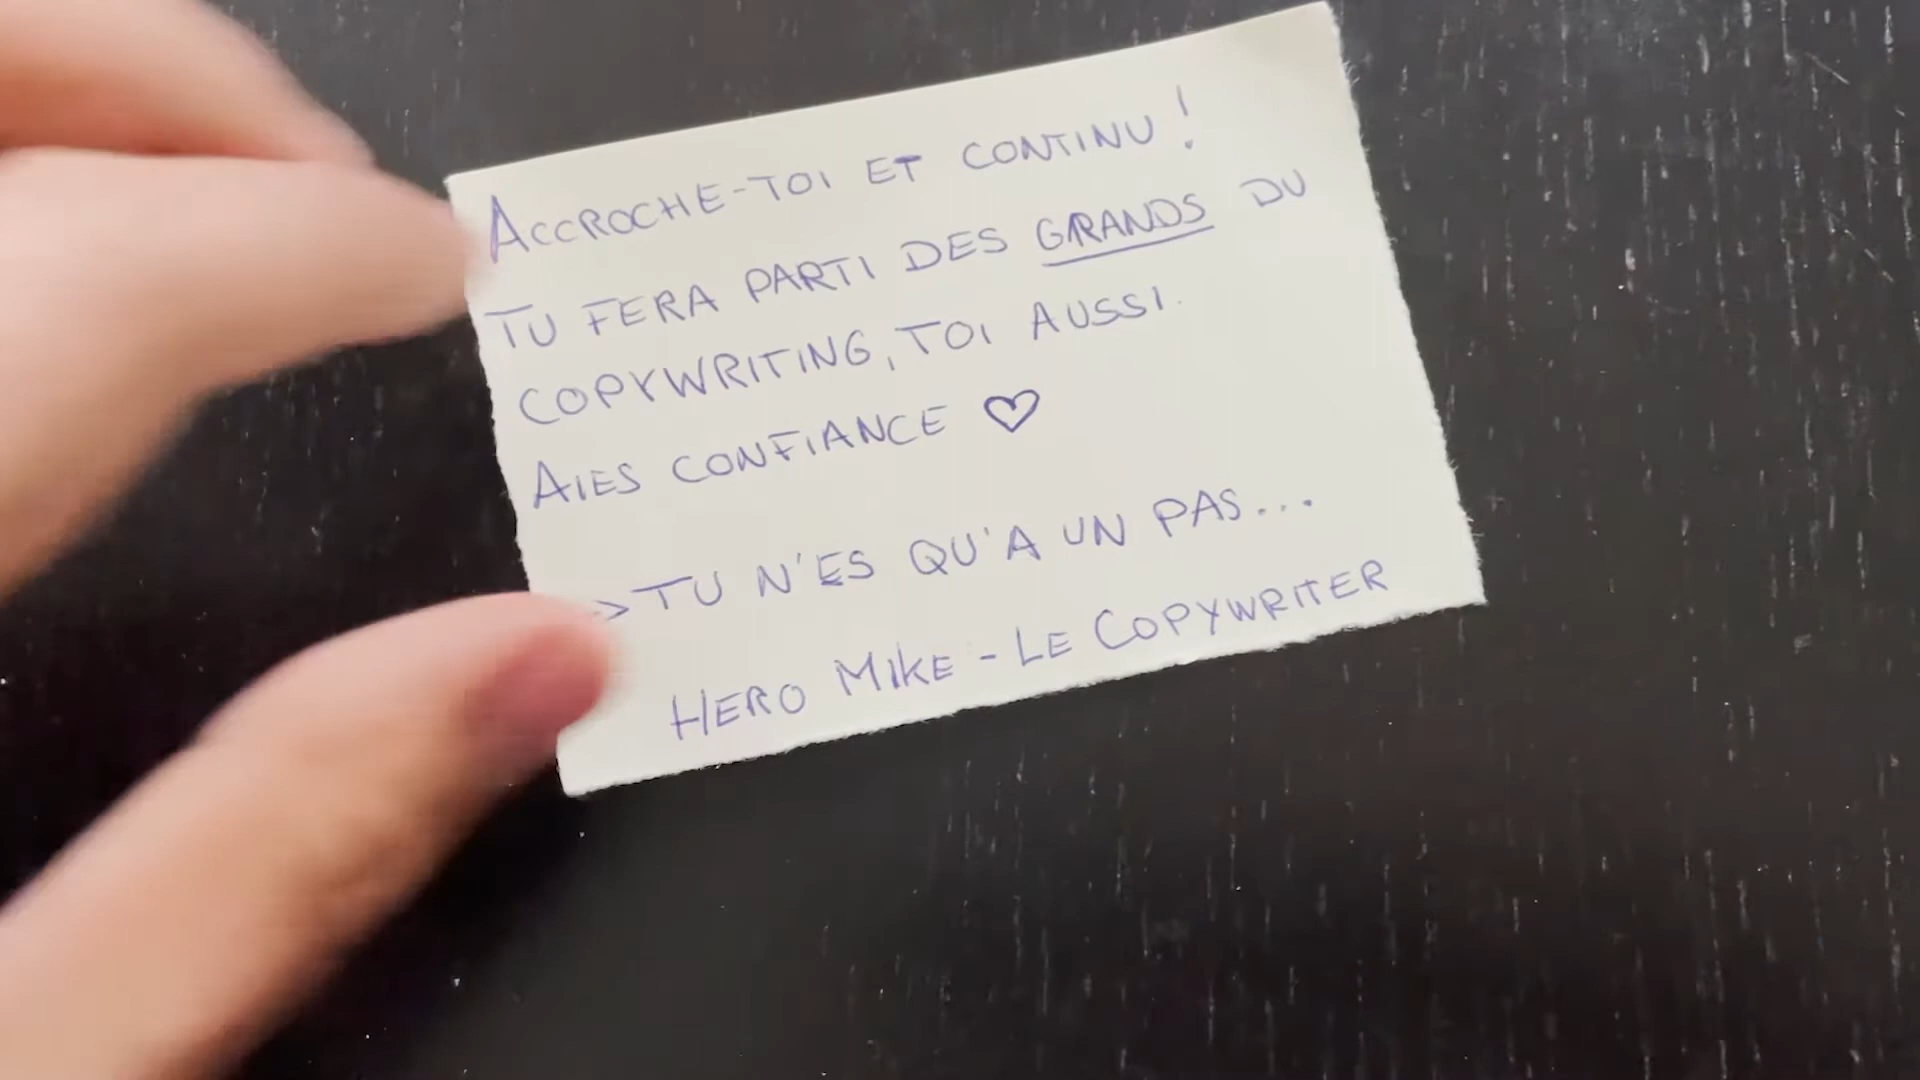 ACCROCHE-TOI ET CONTINU !
TU FERA PARTI DES GRANDS DU
COPYWRITING, TOI AUSSI.
AIES CONFIANCE ♡
> TU N'ES QU'A UN PAS...
HERO MIKE - LE COPYWRITER